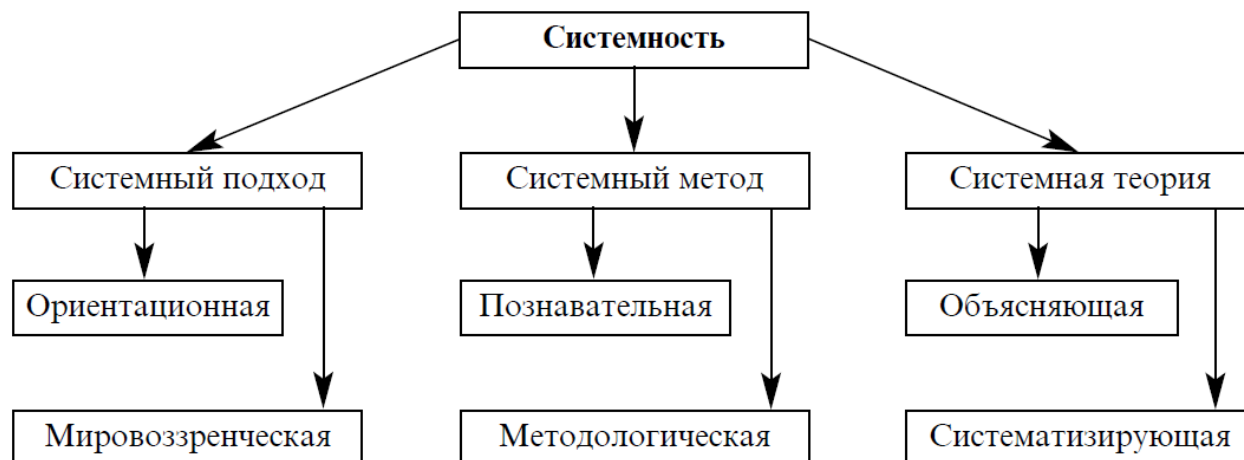 Системность
Системный подход
Системный метод
Системная теория
Ориентационная
Познавательная
Объясняющая
Мировоззренческая
Методологическая
Систематизирующая